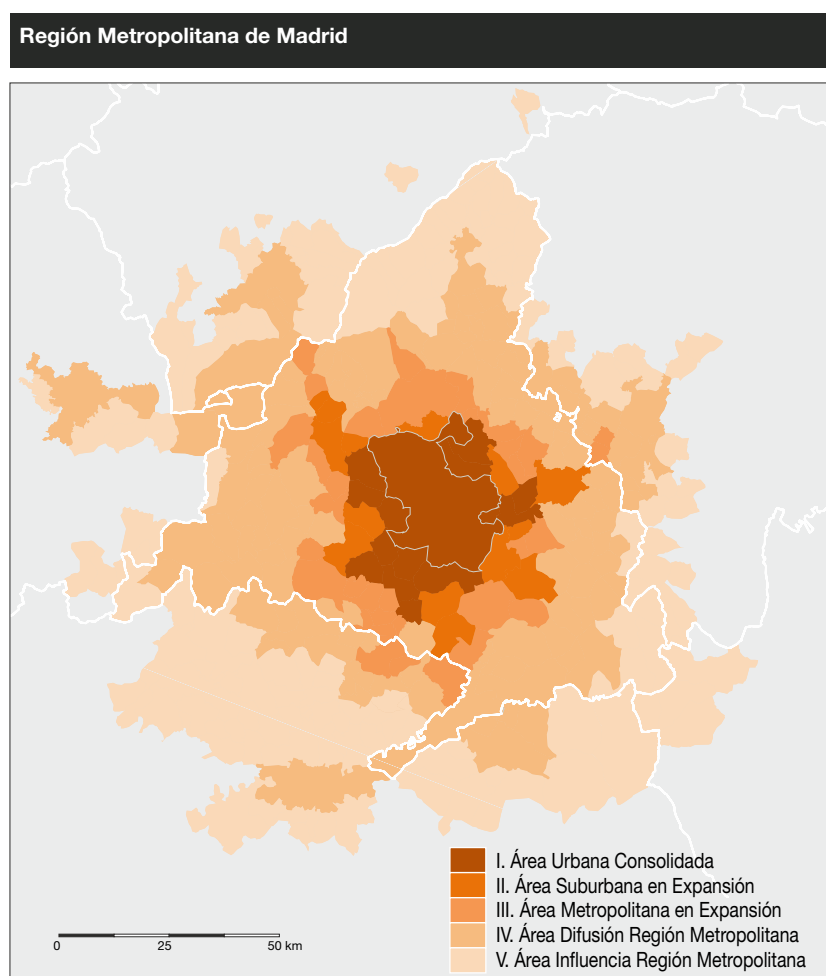 Región Metropolitana de Madrid
I. Área Urbana Consolidada
II. Área Suburbana en Expansión
III. Área Metropolitana en Expansión
IV. Área Difusión Región Metropolitana
V. Área Influencia Región Metropolitana
0 25 50 km